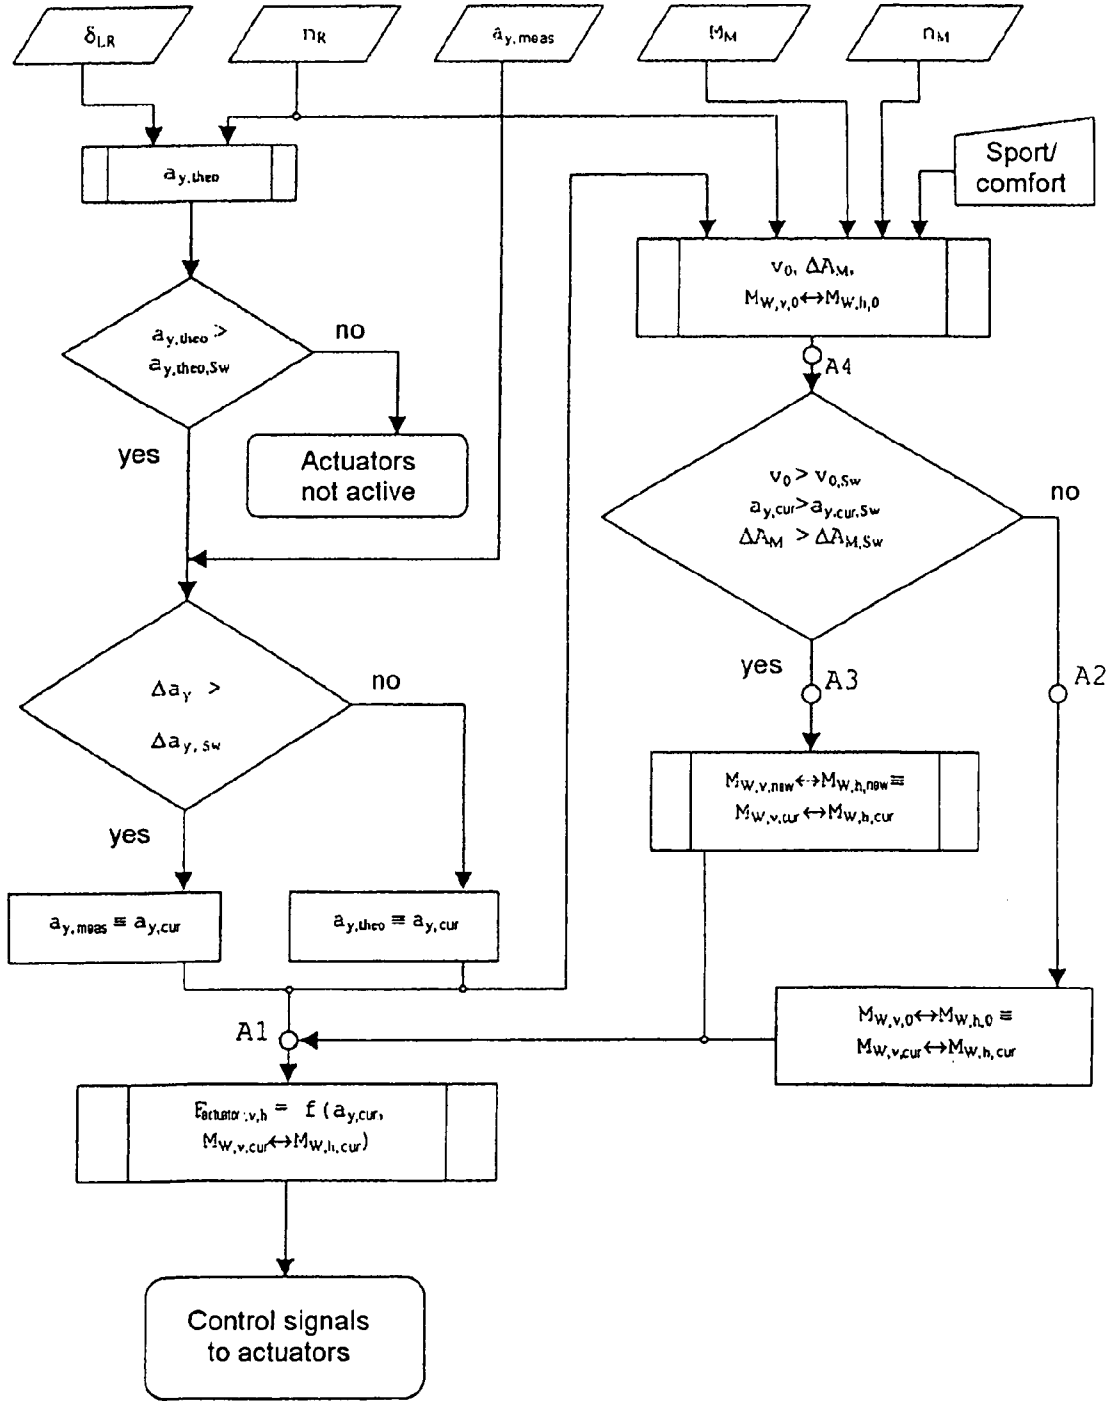 δLR
nR
ay,meas
MM
nM
Sport/
comfort
ay,theo
v0, ΔAM,
MW,v,0↔MW,h,0
A4
ay,theo >
ay,theo,Sw
no
yes
Actuators
not active
v0 > v0,Sw
ay,cur>ay,cur,Sw
ΔAM > ΔAM,Sw
no
yes
A3
A2
Δay >
Δay,Sw
no
yes
MW,v,new↔MW,h,new≡
MW,v,cur↔MW,h,cur
ay,meas ≡ ay,cur
ay,theo ≡ ay,cur
A1
MW,v,0↔MW,h,0 ≡
MW,v,cur↔MW,h,cur
Factuator,v,h = f(ay,cur,
MW,v,cur↔MW,h,cur)
Control signals
to actuators